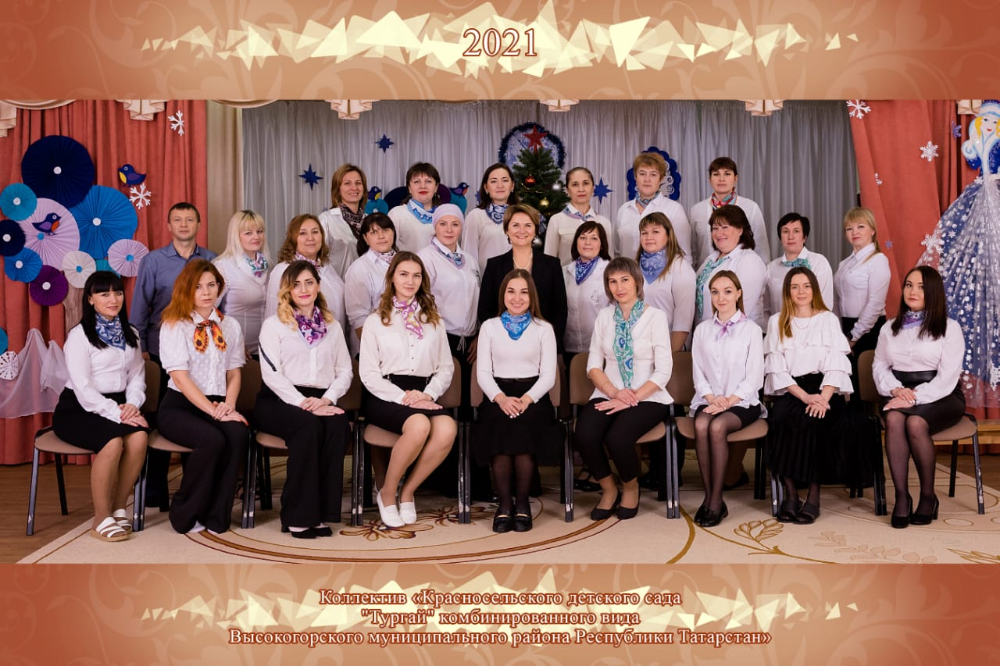 2021
Коллектив «Красносельского детского сада
"Тургай" комбинированного вида
Высокогорского муниципального района Республики Татарстан»